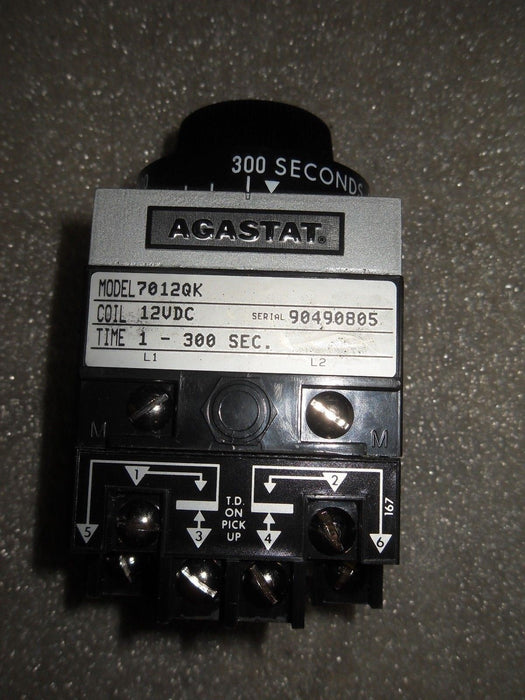 300 SECONDS
AGASTAT®
MODEL 7012QK
COIL 12VDC SERIAL 90490805
TIME 1 - 300 SEC.
L1 L2
M M
1 2
T.D.
ON
PICK
UP
5 3 4 6
167